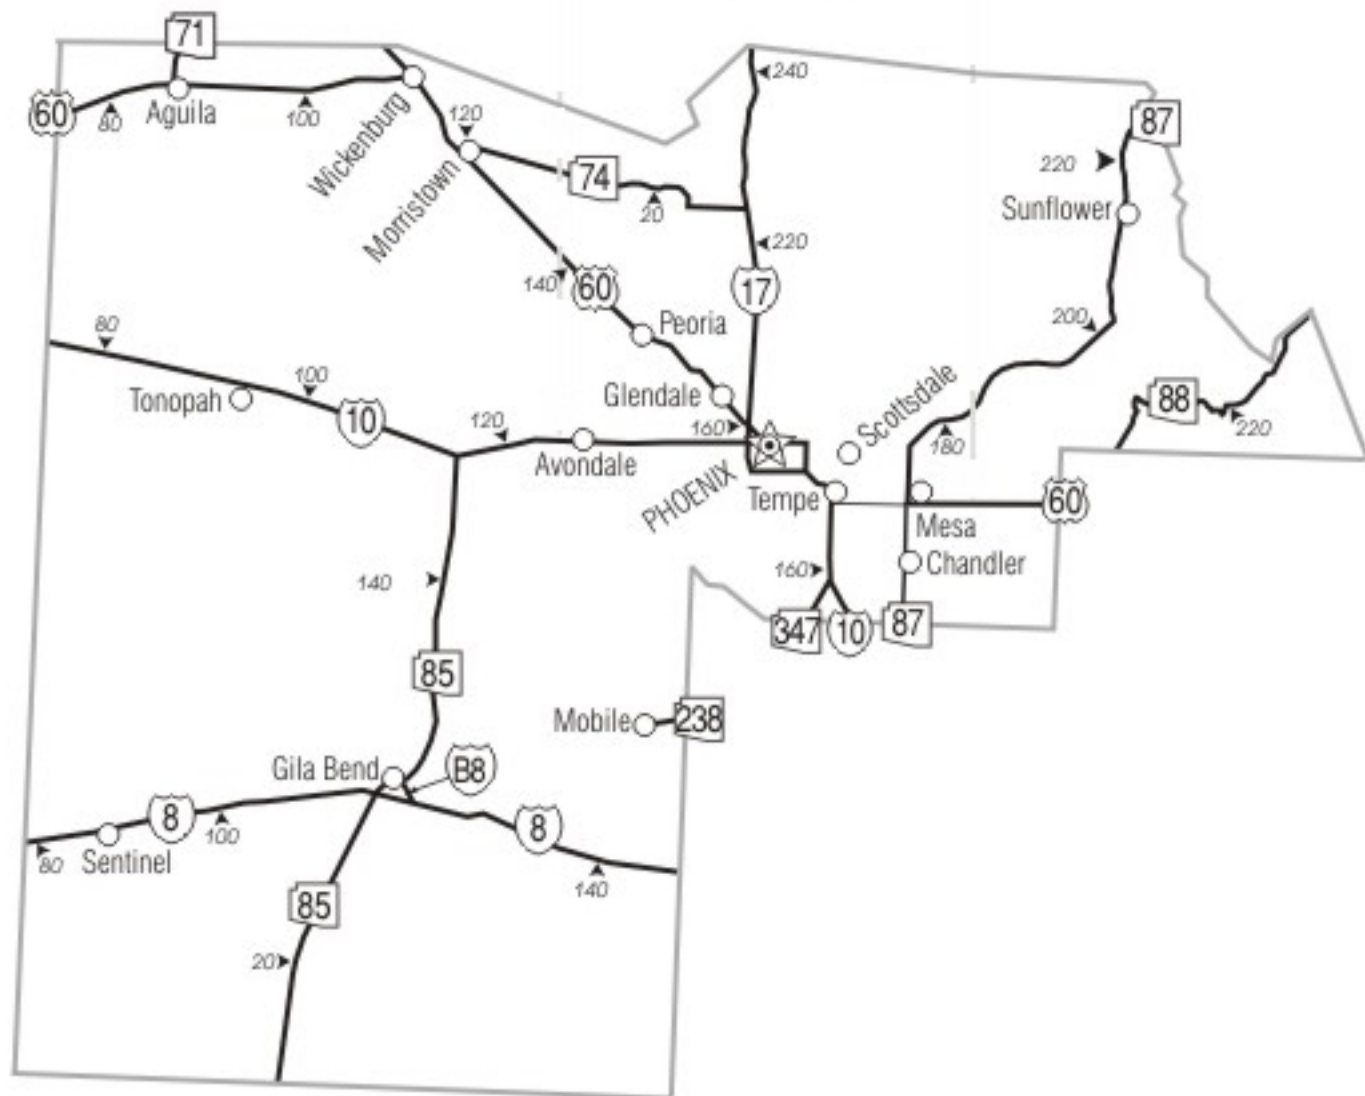 71
240
60
80
Aguila
100
Wickenburg
120
87
220
Morristown
74
20
Sunflower
220
140
60
17
Peoria
200
80
Tonopah
100
10
Glendale
Scottsdale
88
220
120
160
180
Avondale
PHOENIX
Tempe
60
Mesa
140
160
Chandler
347
10
87
85
Mobile
238
Gila Bend
B8
8
100
8
80
Sentinel
140
85
20